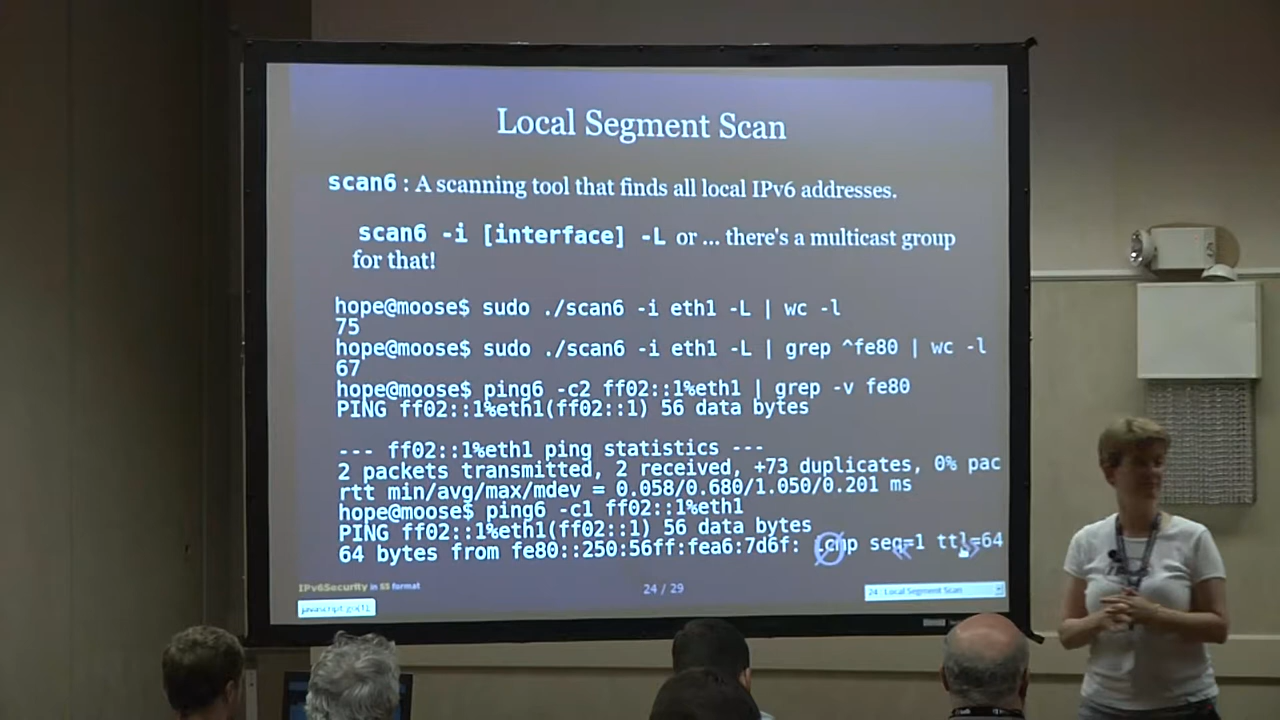 Local Segment Scan
scan6 : A scanning tool that finds all local IPv6 addresses.
scan6 -i [interface] -L or ... there's a multicast group
for that!
hope@moose$ sudo ./scan6 -i eth1 -L | wc -l
75
hope@moose$ sudo ./scan6 -i eth1 -L | grep ^fe80 | wc -l
67
hope@moose$ ping6 -c2 ff02::1%eth1 | grep -v fe80
PING ff02::1%eth1(ff02::1) 56 data bytes
--- ff02::1%eth1 ping statistics ---
2 packets transmitted, 2 received, +73 duplicates, 0% pac
rtt min/avg/max/mdev = 0.058/0.680/1.050/0.201 ms
hope@moose$ ping6 -c1 ff02::1%eth1
PING ff02::1%eth1(ff02::1) 56 data bytes
64 bytes from fe80::250:56ff:fea6:7d6f: icmp seq=1 ttl=64
IPv6Security in S5 format
24 / 29
24 : Local Segment Scan